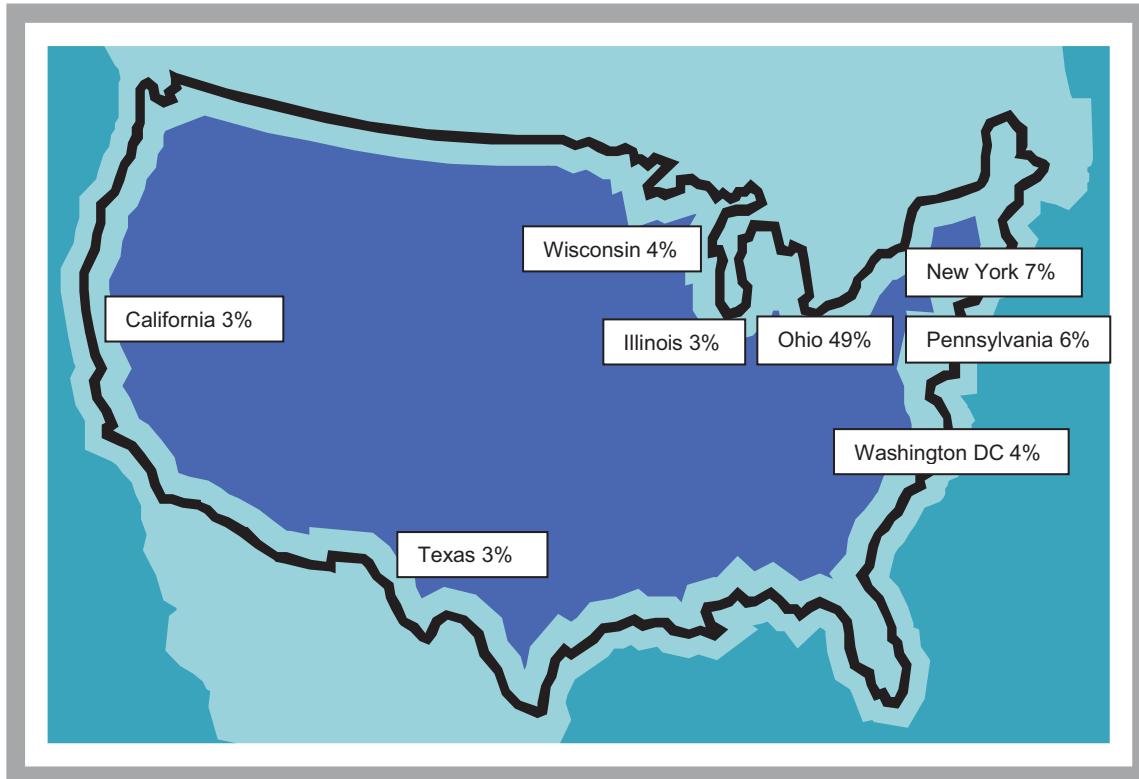 Wisconsin 4%
New York 7%
California 3%
Illinois 3%
Ohio 49%
Pennsylvania 6%
Washington DC 4%
Texas 3%